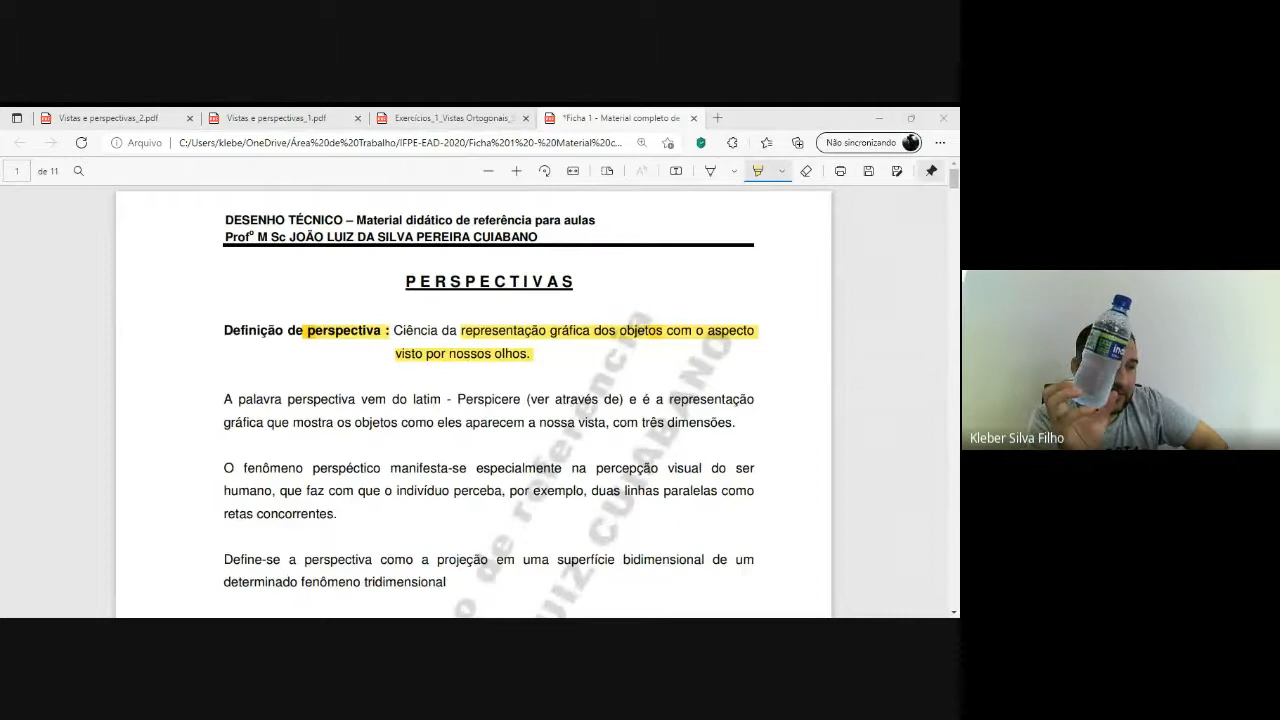 Vistas e perspectivas_2.pdf
Vistas e perspectivas_1.pdf
Exercícios_1_Vistas Ortogonais_
*Ficha 1 - Material completo de
Arquivo
C:/Users/klebe/OneDrive/Área%20de%20Trabalho/IFPE-EAD-2020/Ficha%201%20-%20Material%20c...
Não sincronizando
1 de 11
DESENHO TÉCNICO – Material didático de referência para aulas
Profº M Sc JOÃO LUIZ DA SILVA PEREIRA CUIABANO
P E R S P E C T I V A S
Definição de perspectiva : Ciência da representação gráfica dos objetos com o aspecto
visto por nossos olhos.
A palavra perspectiva vem do latim - Perspicere (ver através de) e é a representação
gráfica que mostra os objetos como eles aparecem a nossa vista, com três dimensões.
O fenômeno perspéctico manifesta-se especialmente na percepção visual do ser
humano, que faz com que o indivíduo perceba, por exemplo, duas linhas paralelas como
retas concorrentes.
Define-se a perspectiva como a projeção em uma superfície bidimensional de um
determinado fenômeno tridimensional
o de referência
UIZ CUIABANO
Kleber Silva Filho